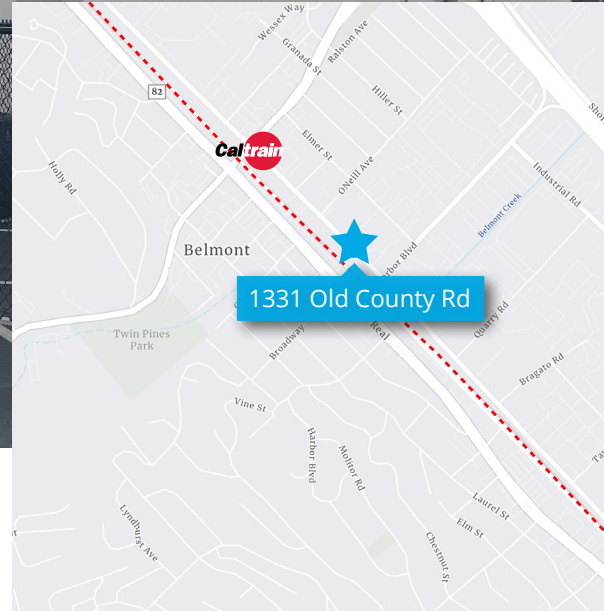 Wessex Way
Ralston Ave
Granada St
82
Hiller St
Elmer St
Caltrain
ONeill Ave
Holly Rd
Industrial Rd
Belmont Creek
Belmont
1331 Old County Rd
Real
Quarry Rd
Twin Pines
Park
Broadway
Bragato Rd
Vine St
Harbor Blvd
Molitor Rd
Laurel St
Elm St
Lyndhurst Ave
Chestnut St